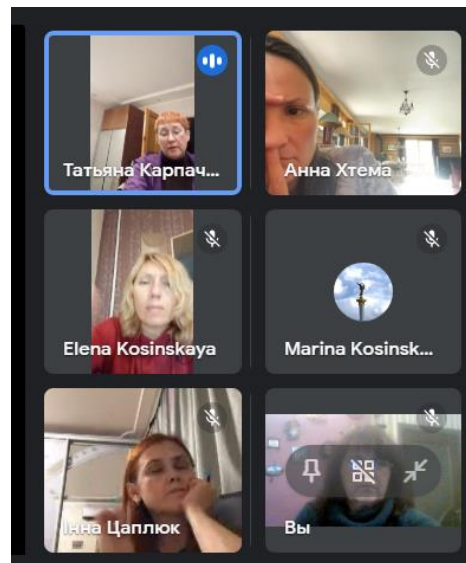 Татьяна Карпач...
Анна Хтема
Elena Kosinskaya
Marina Kosinsk...
Інна Цаплюк
Вы